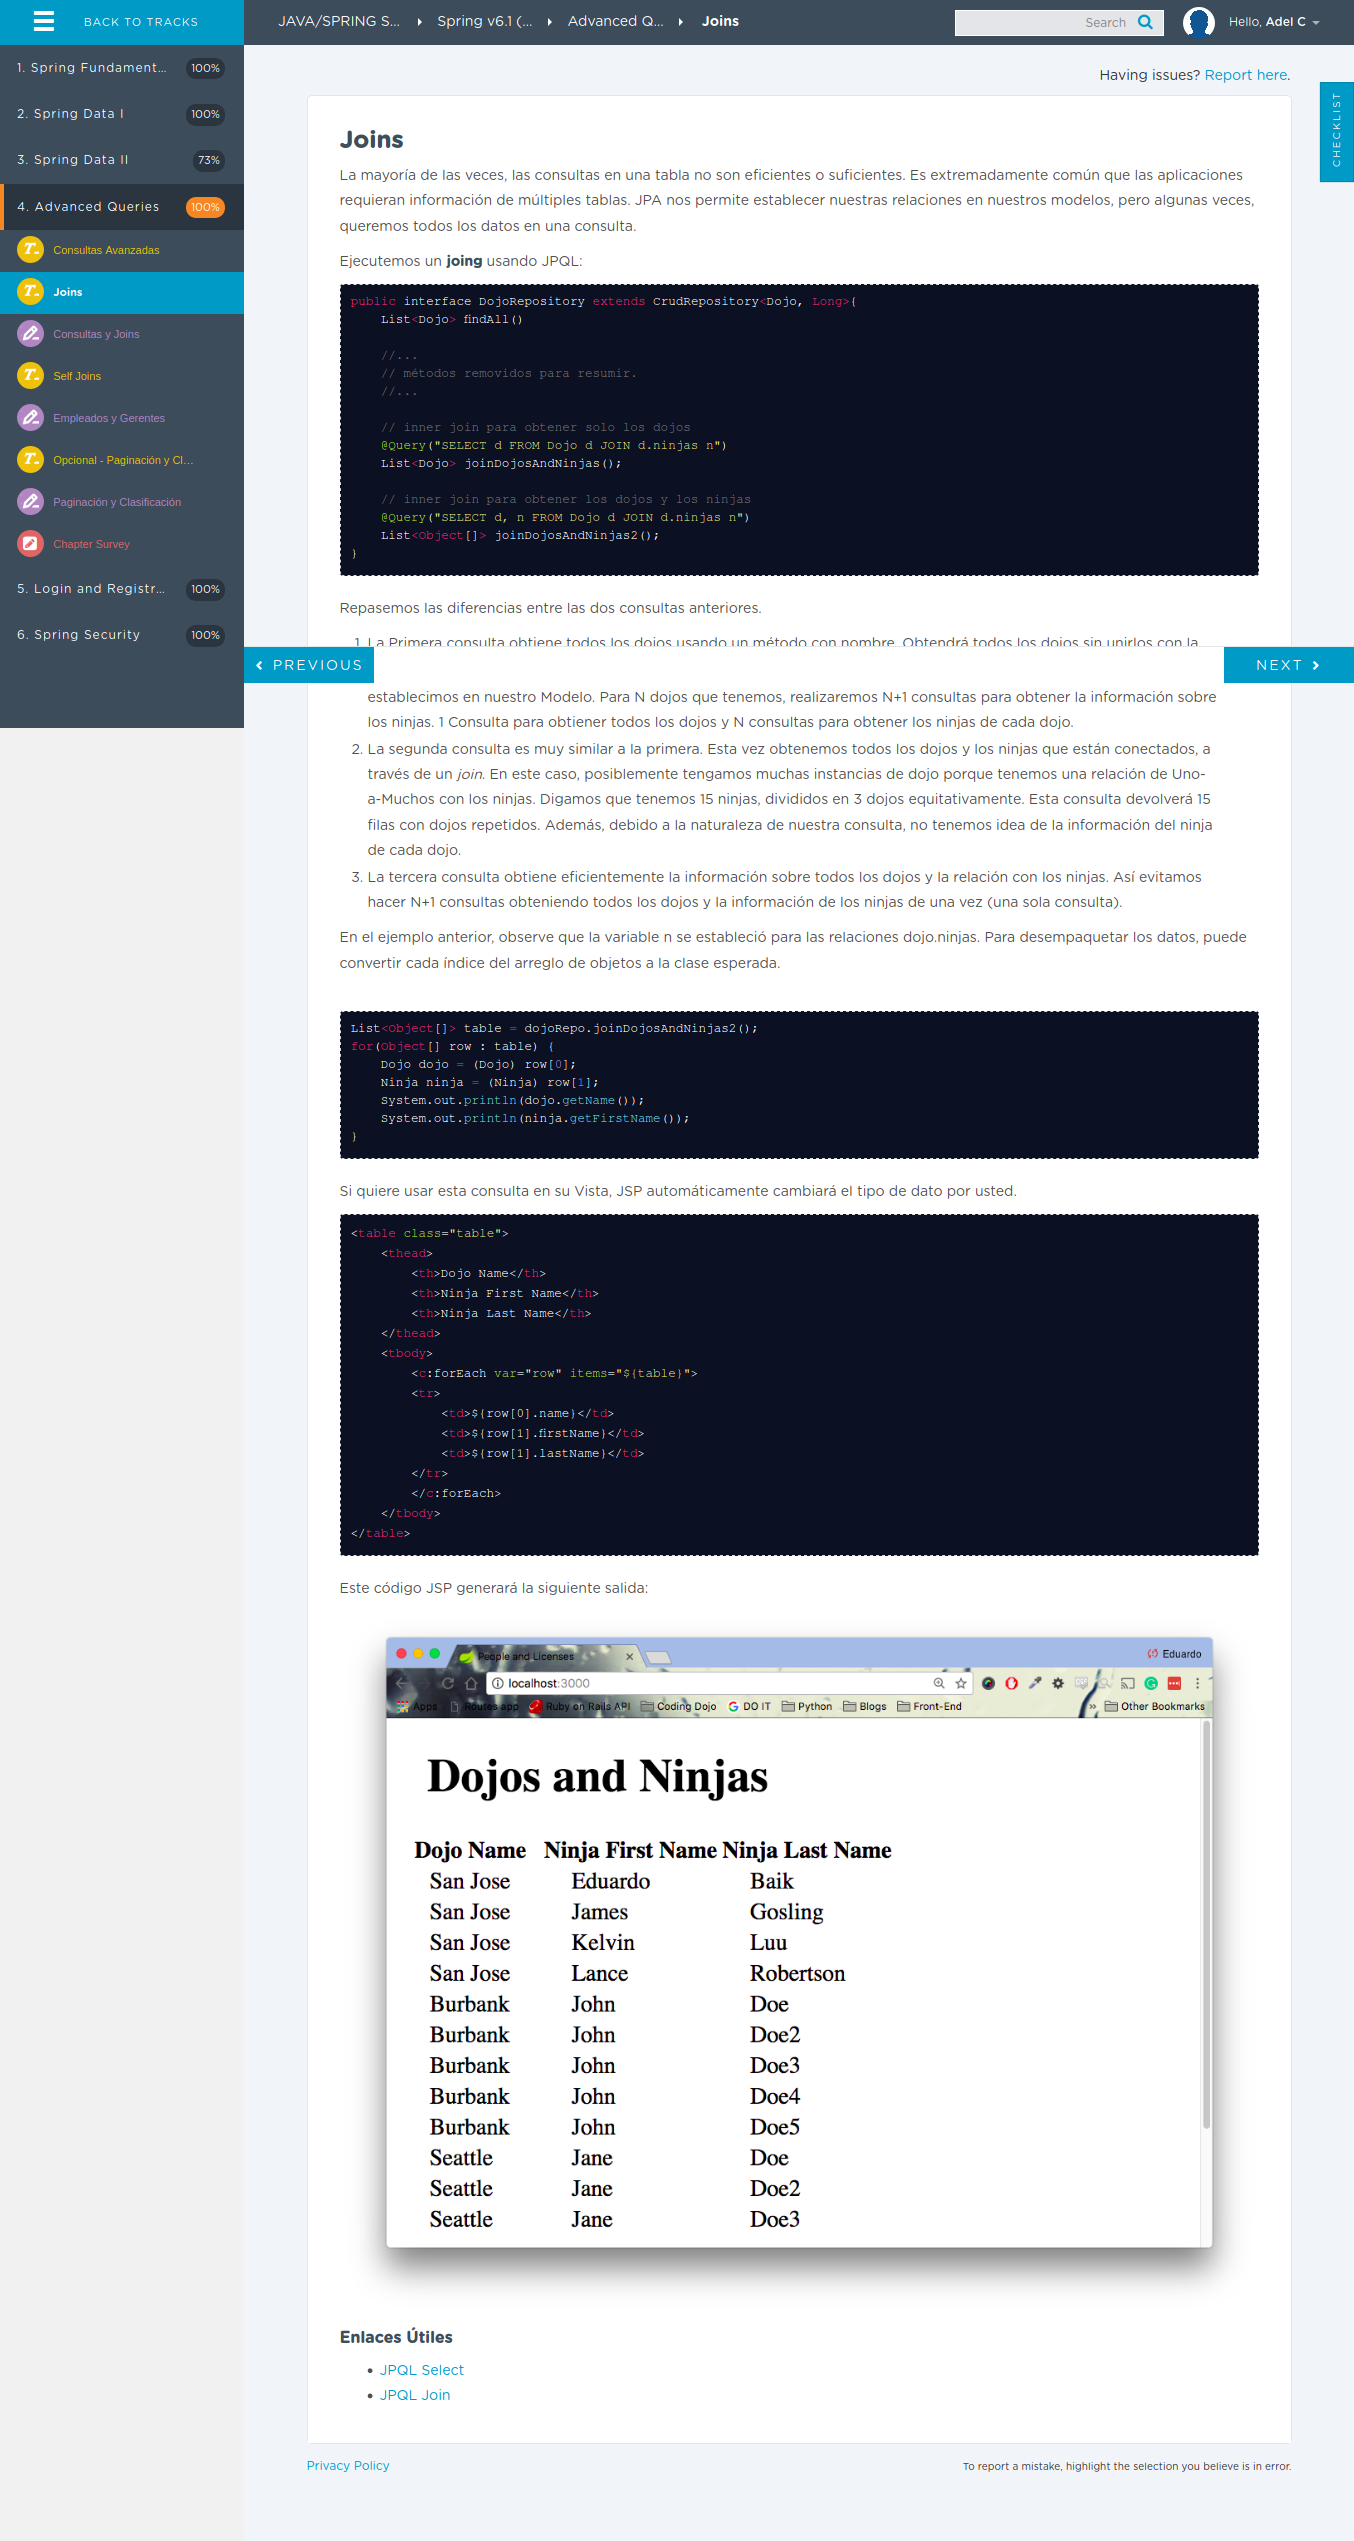 BACK TO TRACKS
JAVA/SPRING S...
Spring v6.1 (...
Advanced Q...
Joins
Search
Hello, Adel C
1. Spring Fundament... 100%
2. Spring Data I 100%
3. Spring Data II 73%
4. Advanced Queries 100%
Consultas Avanzadas
Joins
Consultas y Joins
Self Joins
Empleados y Gerentes
Opcional - Paginación y Cl...
Paginación y Clasificación
Chapter Survey
5. Login and Registr... 100%
6. Spring Security 100%
Having issues? Report here.
CHECKLIST
Joins
La mayoría de las veces, las consultas en una tabla no son eficientes o suficientes. Es extremadamente común que las aplicaciones
requieran información de múltiples tablas. JPA nos permite establecer nuestras relaciones en nuestros modelos, pero algunas veces,
queremos todos los datos en una consulta.
Ejecutemos un joing usando JPQL:
public interface DojoRepository extends CrudRepository<Dojo, Long>{
    List<Dojo> findAll()
    //...
    // métodos removidos para resumir.
    //...
    // inner join para obtener solo los dojos
    @Query("SELECT d FROM Dojo d JOIN d.ninjas n")
    List<Dojo> joinDojosAndNinjas();
    // inner join para obtener los dojos y los ninjas
    @Query("SELECT d, n FROM Dojo d JOIN d.ninjas n")
    List<Object[]> joinDojosAndNinjas2();
}
Repasemos las diferencias entre las dos consultas anteriores.
1. La Primera consulta obtiene todos los dojos usando un método con nombre. Obtendrá todos los dojos sin unirlos con la
PREVIOUS
NEXT
establecimos en nuestro Modelo. Para N dojos que tenemos, realizaremos N+1 consultas para obtener la información sobre
los ninjas. 1 Consulta para obtiener todos los dojos y N consultas para obtener los ninjas de cada dojo.
2. La segunda consulta es muy similar a la primera. Esta vez obtenemos todos los dojos y los ninjas que están conectados, a
través de un join. En este caso, posiblemente tengamos muchas instancias de dojo porque tenemos una relación de Uno-
a-Muchos con los ninjas. Digamos que tenemos 15 ninjas, divididos en 3 dojos equitativamente. Esta consulta devolverá 15
filas con dojos repetidos. Además, debido a la naturaleza de nuestra consulta, no tenemos idea de la información del ninja
de cada dojo.
3. La tercera consulta obtiene eficientemente la información sobre todos los dojos y la relación con los ninjas. Así evitamos
hacer N+1 consultas obteniendo todos los dojos y la información de los ninjas de una vez (una sola consulta).
En el ejemplo anterior, observe que la variable n se estableció para las relaciones dojo.ninjas. Para desempaquetar los datos, puede
convertir cada índice del arreglo de objetos a la clase esperada.
List<Object[]> table = dojoRepo.joinDojosAndNinjas2();
for(Object[] row : table) {
    Dojo dojo = (Dojo) row[0];
    Ninja ninja = (Ninja) row[1];
    System.out.println(dojo.getName());
    System.out.println(ninja.getFirstName());
}
Si quiere usar esta consulta en su Vista, JSP automáticamente cambiará el tipo de dato por usted.
<table class="table">
    <thead>
        <th>Dojo Name</th>
        <th>Ninja First Name</th>
        <th>Ninja Last Name</th>
    </thead>
    <tbody>
        <c:forEach var="row" items="${table}">
        <tr>
            <td>${row[0].name}</td>
            <td>${row[1].firstName}</td>
            <td>${row[1].lastName}</td>
        </tr>
        </c:forEach>
    </tbody>
</table>
Este código JSP generará la siguiente salida:
People and Licenses
Eduardo
localhost:3000
Apps Routes app Ruby on Rails API Coding Dojo DO IT Python Blogs Front-End » Other Bookmarks
Dojos and Ninjas
Dojo Name Ninja First Name Ninja Last Name
San Jose Eduardo Baik
San Jose James Gosling
San Jose Kelvin Luu
San Jose Lance Robertson
Burbank John Doe
Burbank John Doe2
Burbank John Doe3
Burbank John Doe4
Burbank John Doe5
Seattle Jane Doe
Seattle Jane Doe2
Seattle Jane Doe3
Enlaces Útiles
• JPQL Select
• JPQL Join
Privacy Policy
To report a mistake, highlight the selection you believe is in error.